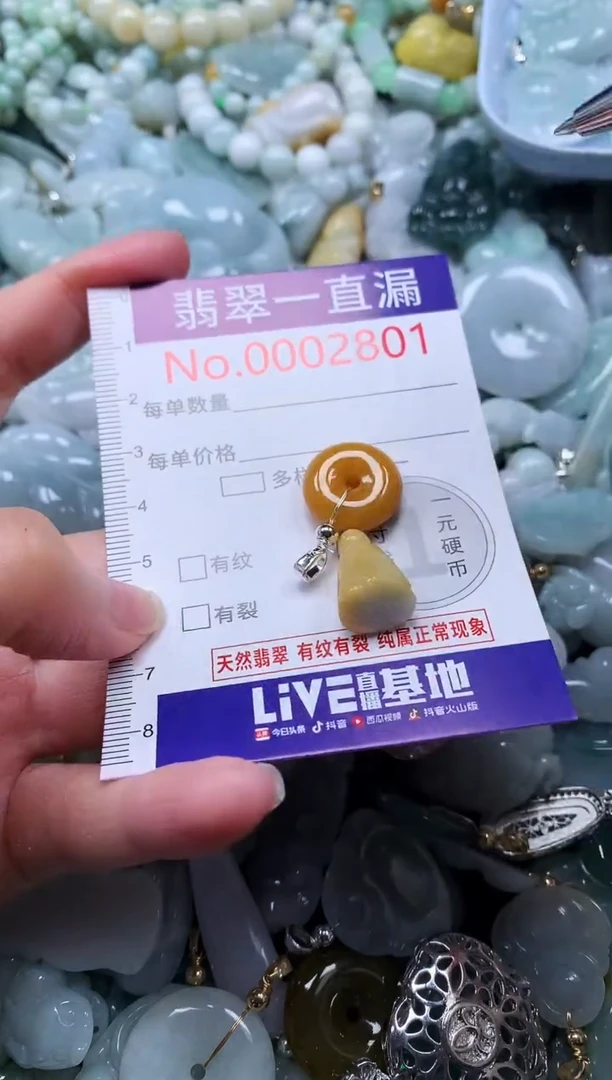 翡翠一直漏
No.0002801
每单数量
每单价格
多
一元硬币
1
有纹
有裂
天然翡翠 有纹有裂 纯属正常现象
LiVE直播基地
今日头条 抖音 西瓜视频 抖音火山版
0
1
2
3
4
5
7
8